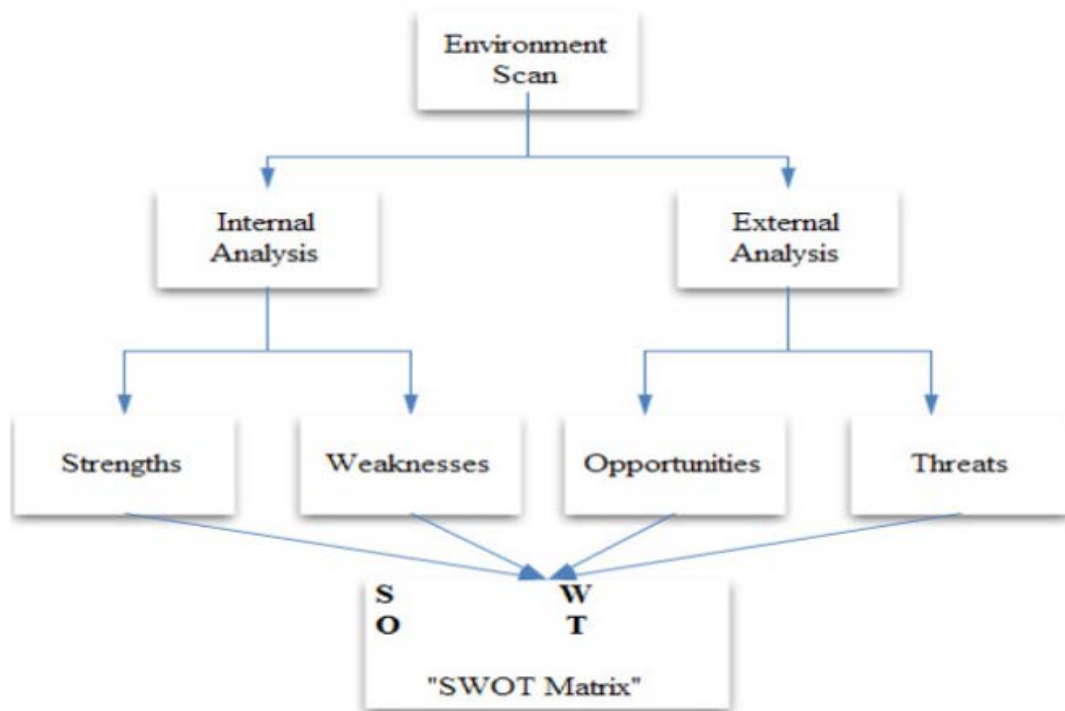 Environment
Scan
Internal
Analysis
External
Analysis
Strengths
Weaknesses
Opportunities
Threats
S W
O T
"SWOT Matrix"